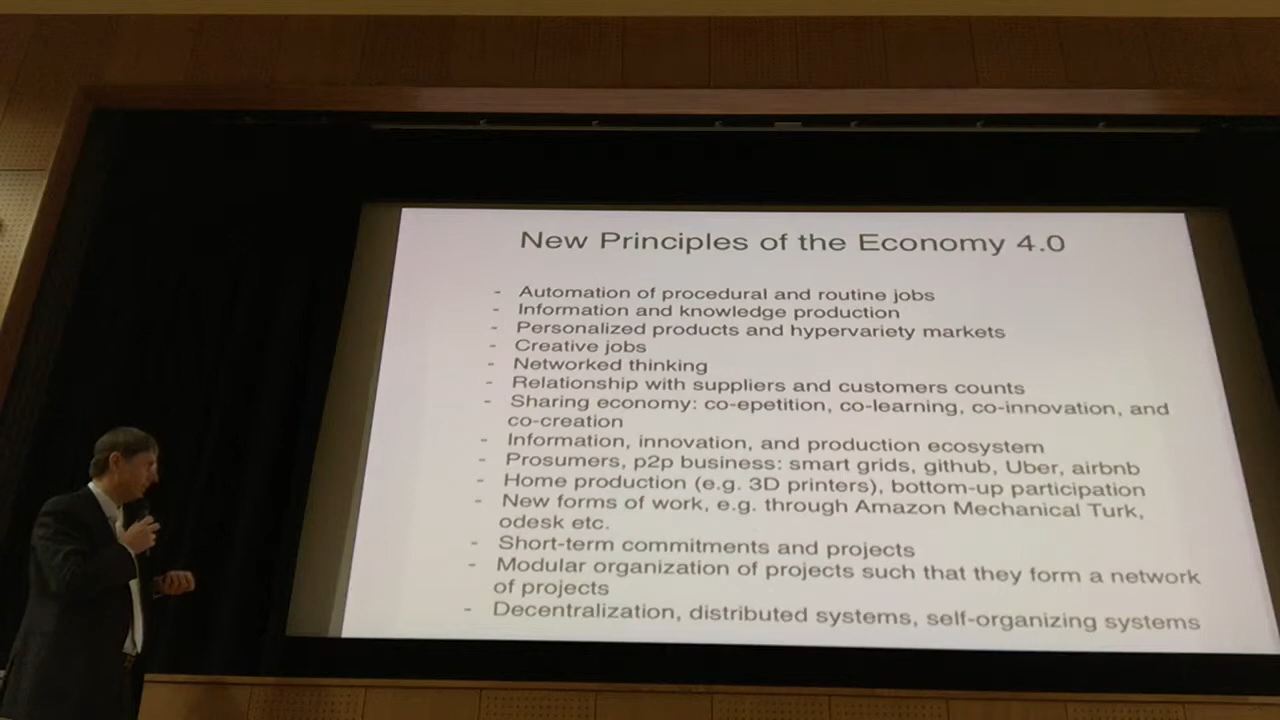 New Principles of the Economy 4.0
- Automation of procedural and routine jobs
- Information and knowledge production
- Personalized products and hypervariety markets
- Creative jobs
- Networked thinking
- Relationship with suppliers and customers counts
- Sharing economy: co-epetition, co-learning, co-innovation, and
co-creation
- Information, innovation, and production ecosystem
- Prosumers, p2p business: smart grids, github, Uber, airbnb
- Home production (e.g. 3D printers), bottom-up participation
- New forms of work, e.g. through Amazon Mechanical Turk,
odesk etc.
- Short-term commitments and projects
- Modular organization of projects such that they form a network
of projects
- Decentralization, distributed systems, self-organizing systems